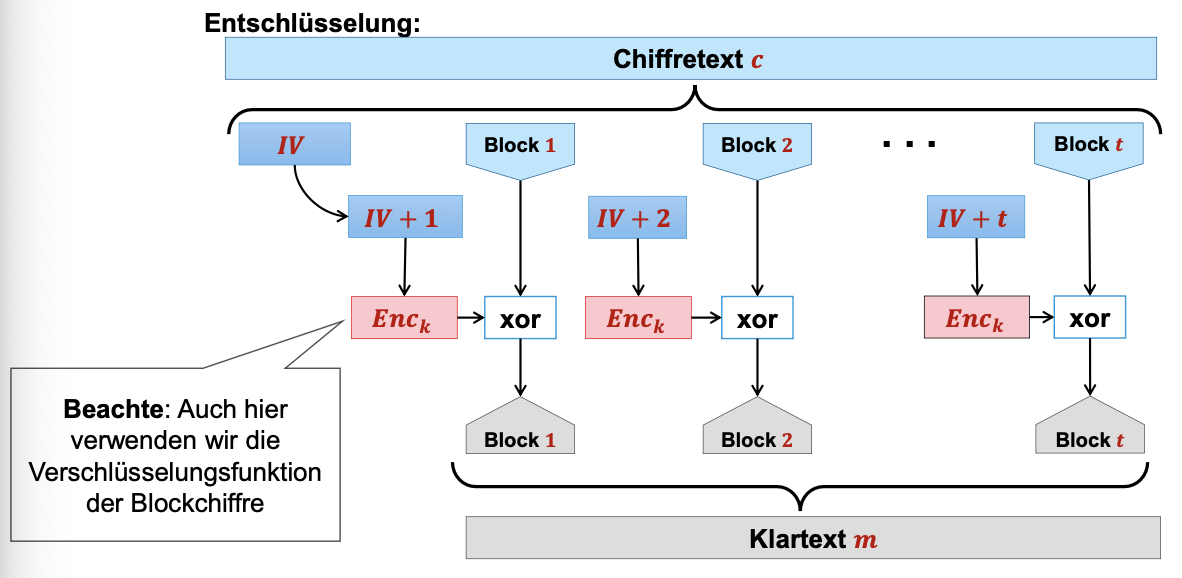 Entschlüsselung:
Chiffretext c
IV
Block 1
Block 2
. . .
Block t
IV + 1
IV + 2
IV + t
Enc_k
xor
Enc_k
xor
Enc_k
xor
Beachte: Auch hier
verwenden wir die
Verschlüsselungsfunktion
der Blockchiffre
Block 1
Block 2
Block t
Klartext m